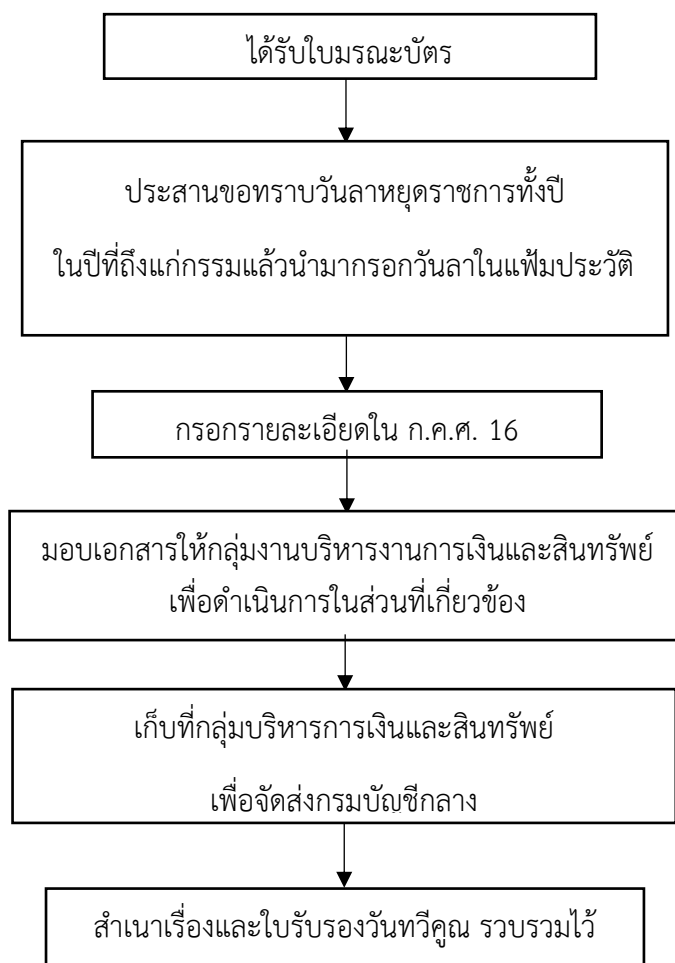 ได้รับใบมรณะบัตร
ประสานขอทราบวันลาหยุดราชการทั้งปี
ในปีที่ถึงแก่กรรมแล้วนำมากรอกวันลาในแฟ้มประวัติ
กรอกรายละเอียดใน ก.ค.ศ. 16
มอบเอกสารให้กลุ่มงานบริหารงานการเงินและสินทรัพย์
เพื่อดำเนินการในส่วนที่เกี่ยวข้อง
เก็บที่กลุ่มบริหารการเงินและสินทรัพย์
เพื่อจัดส่งกรมบัญชีกลาง
สำเนาเรื่องและใบรับรองวันทวีคูณ รวบรวมไว้